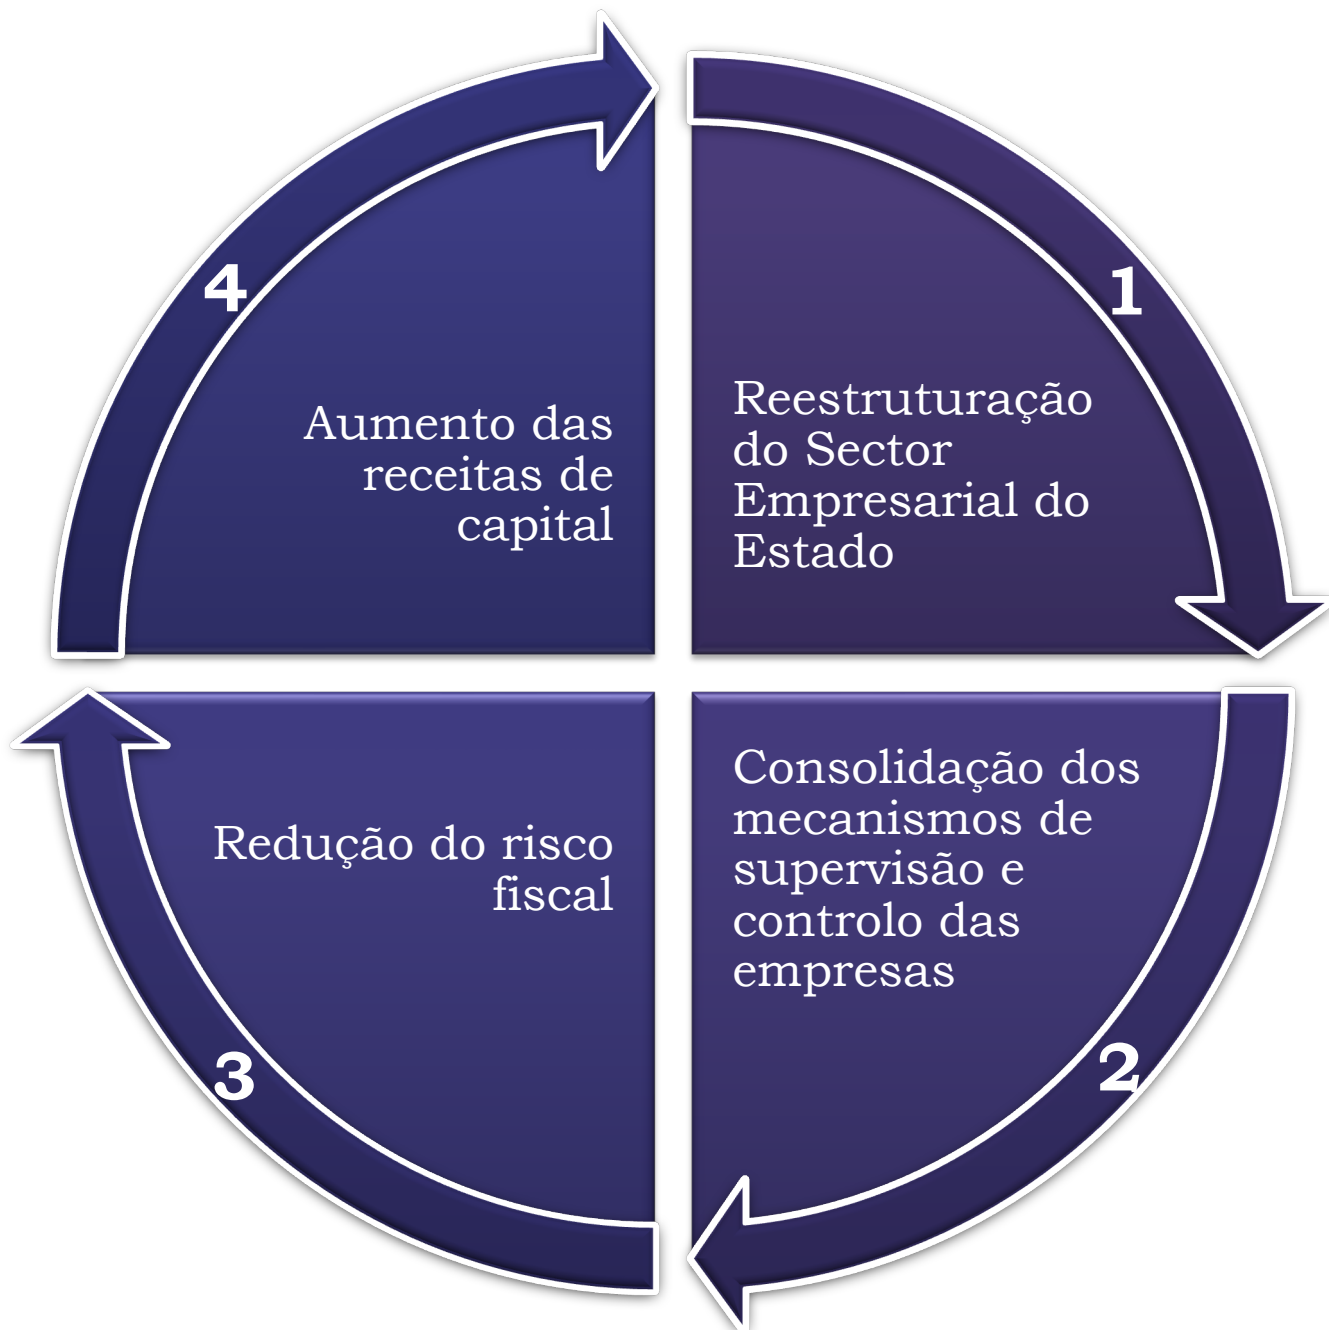 1
Reestruturação
do Sector
Empresarial do
Estado
2
Consolidação dos
mecanismos de
supervisão e
controlo das
empresas
3
Redução do risco
fiscal
4
Aumento das
receitas de
capital